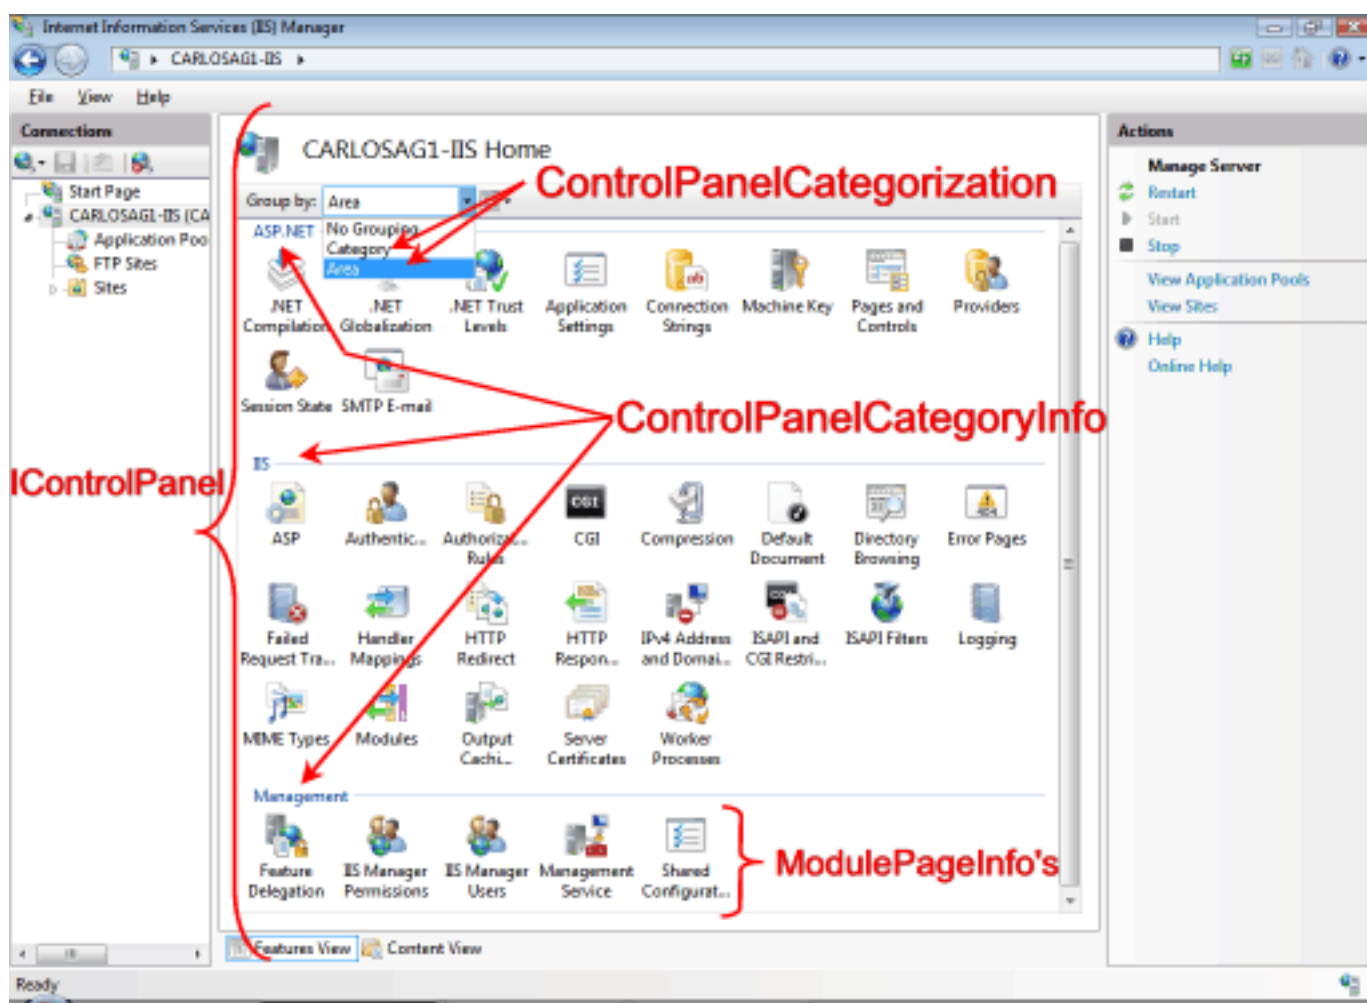 Internet Information Services (IIS) Manager
CARLOSAG1-IIS
File View Help
Connections
Start Page
CARLOSAG1-IIS (CA
Application Poo
FTP Sites
Sites
CARLOSAG1-IIS Home
Group by: Area
No Grouping
Category
Area
ControlPanelCategorization
ASP.NET
.NET Compilation
.NET Globalization
.NET Trust Levels
Application Settings
Connection Strings
Machine Key
Pages and Controls
Providers
Session State
SMTP E-mail
ControlPanelCategoryInfo
IControlPanel
IIS
ASP
Authentic...
Authorizat... Rules
CGI
Compression
Default Document
Directory Browsing
Error Pages
Failed Request Tra...
Handler Mappings
HTTP Redirect
HTTP Respon...
IPv4 Address and Domai...
ISAPI and CGI Restri...
ISAPI Filters
Logging
MIME Types
Modules
Output Cachi...
Server Certificates
Worker Processes
Management
Feature Delegation
IIS Manager Permissions
IIS Manager Users
Management Service
Shared Configurat...
ModulePageInfo's
Features View
Content View
Actions
Manage Server
Restart
Start
Stop
View Application Pools
View Sites
Help
Online Help
Ready